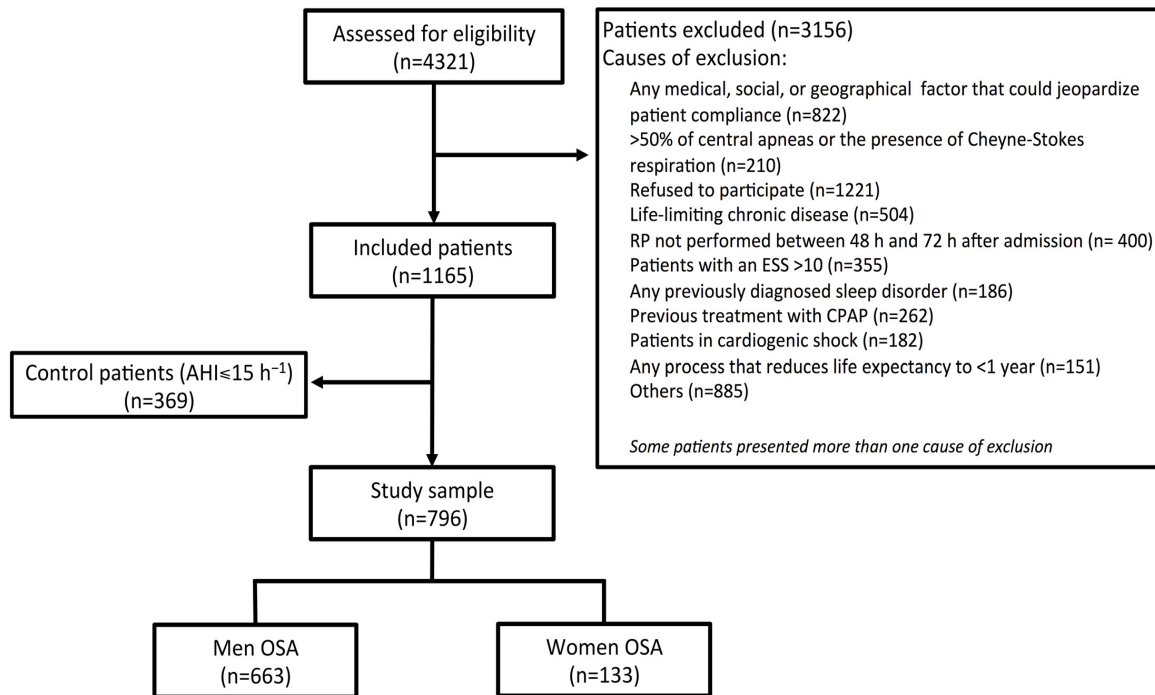 Assessed for eligibility
(n=4321)
Patients excluded (n=3156)
Causes of exclusion:
Any medical, social, or geographical factor that could jeopardize
patient compliance (n=822)
>50% of central apneas or the presence of Cheyne-Stokes
respiration (n=210)
Refused to participate (n=1221)
Life-limiting chronic disease (n=504)
RP not performed between 48 h and 72 h after admission (n= 400)
Patients with an ESS >10 (n=355)
Any previously diagnosed sleep disorder (n=186)
Previous treatment with CPAP (n=262)
Patients in cardiogenic shock (n=182)
Any process that reduces life expectancy to <1 year (n=151)
Others (n=885)
Some patients presented more than one cause of exclusion
Included patients
(n=1165)
Control patients (AHI⩽15 h⁻¹)
(n=369)
Study sample
(n=796)
Men OSA
(n=663)
Women OSA
(n=133)